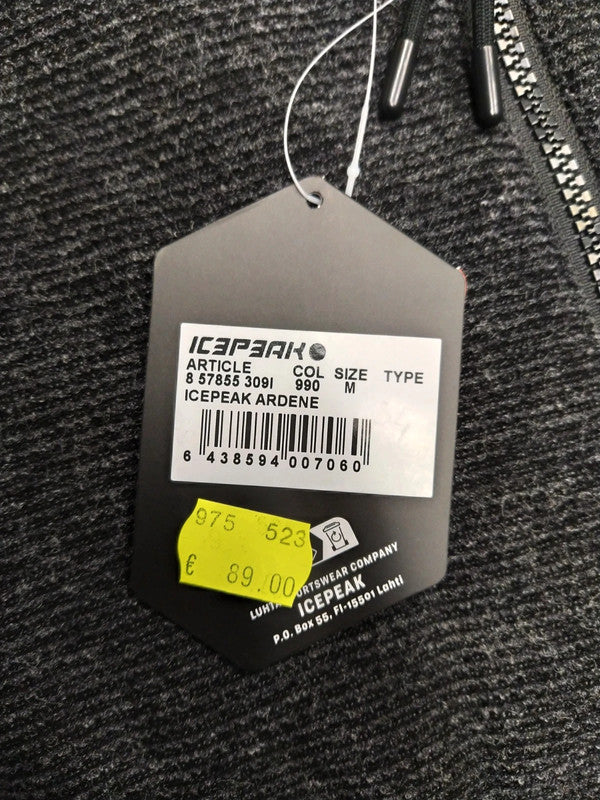 ICEPEAK
ARTICLE COL SIZE TYPE
8 57855 309I 990 M
ICEPEAK ARDENE
6 438594 007060
975 523
€ 89.00
LUHTA SPORTSWEAR COMPANY
ICEPEAK
P.O. Box 55, FI-15501 Lahti